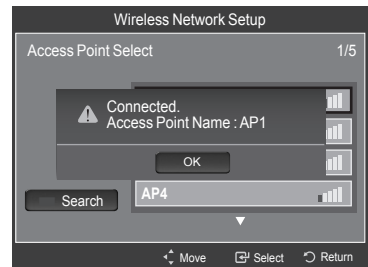 Wireless Network Setup
Access Point Select 1/5
Connected.
Access Point Name : AP1
OK
Search
AP4
Move Select Return